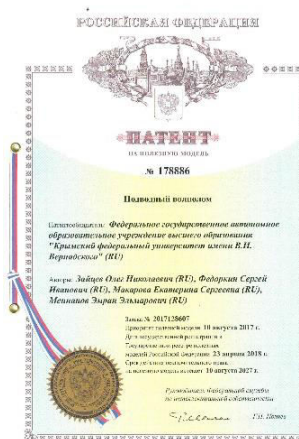 РОССИЙСКАЯ ФЕДЕРАЦИЯ
ПАТЕНТ
НА ПОЛЕЗНУЮ МОДЕЛЬ
№ 178886
Подводный волнолом
Патентообладатель: Федеральное государственное автономное
образовательное учреждение высшего образования
"Крымский федеральный университет имени В.И.
Вернадского" (RU)
Авторы: Зайцев Олег Николаевич (RU), Федоркин Сергей
Иванович (RU), Макарова Екатерина Сергеевна (RU),
Эльмарович (RU)
Заявка № 2017128607
Приоритет полезной модели 10 августа 2017 г.
Дата государственной регистрации в
Государственном реестре полезных
моделей Российской Федерации 23 апреля 2018 г.
Срок действия исключительного права
на полезную модель истекает 10 августа 2027 г.
Руководитель Федеральной службы
по интеллектуальной собственности
Г.П. Ивлиев